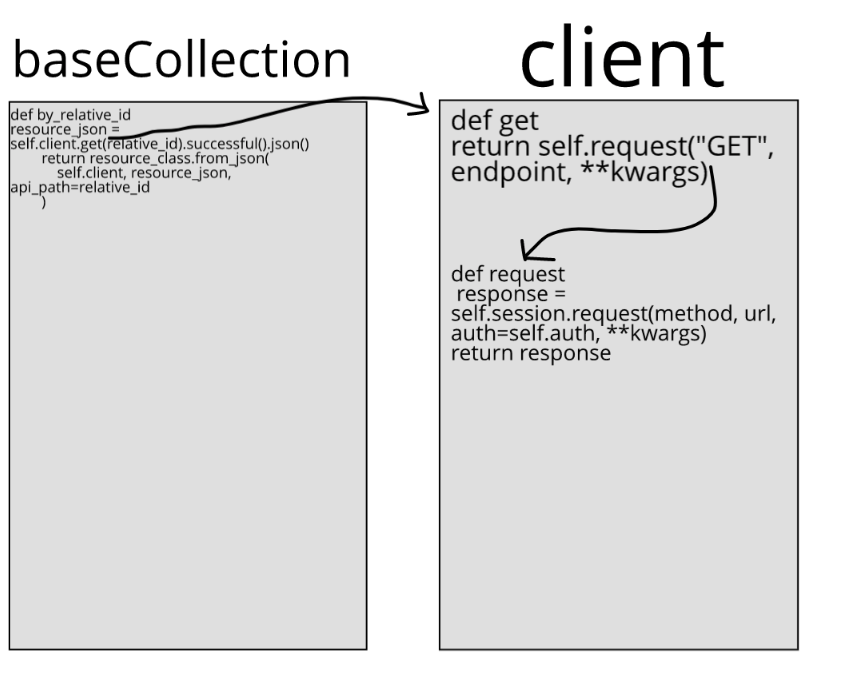 baseCollection
def by_relative_id
resource_json =
self.client.get(relative_id).successful().json()
return resource_class.from_json(
self.client, resource_json,
api_path=relative_id
)
client
def get
return self.request("GET",
endpoint, **kwargs)
def request
response =
self.session.request(method, url,
auth=self.auth, **kwargs)
return response